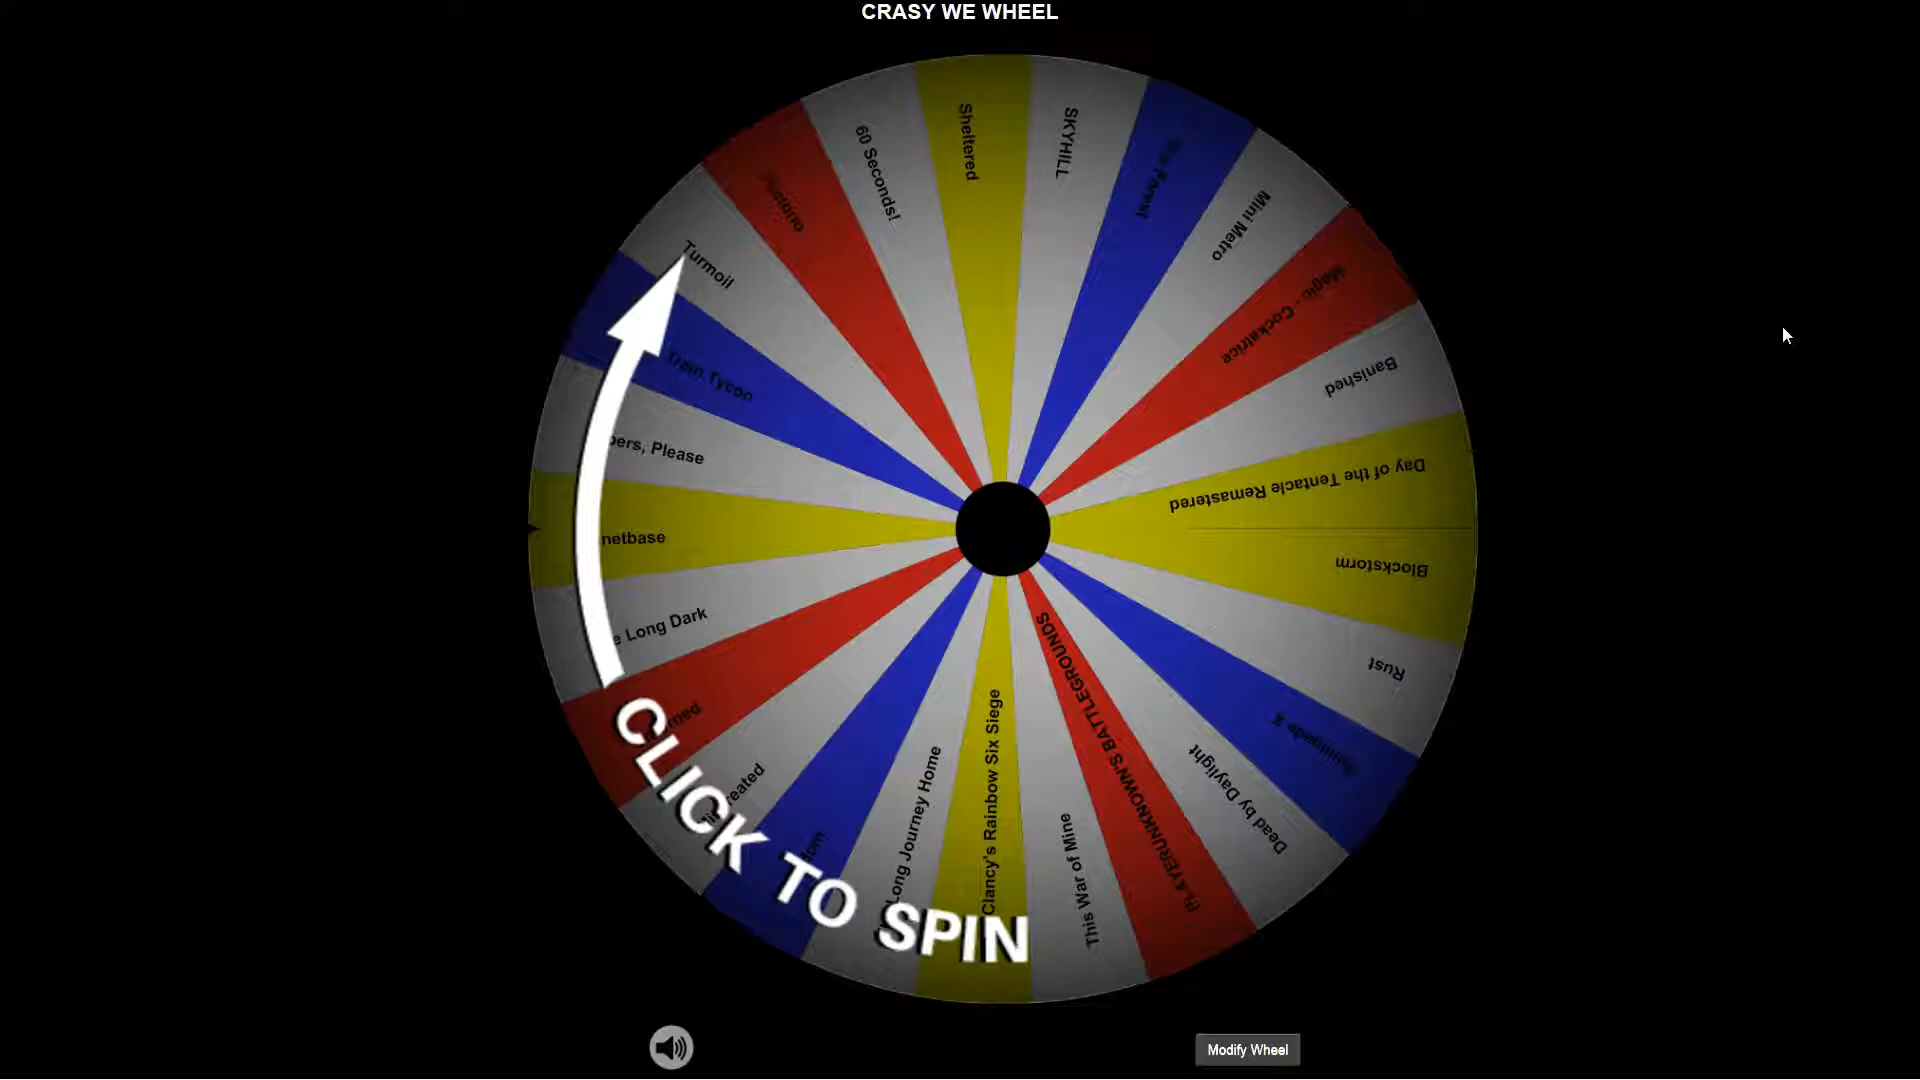 CRASY WE WHEEL
Sheltered
SKYHILL
Forest
Mini Metro
Magic - Cockatrice
Banished
Day of the Tentacle Remastered
Blockstorm
Rust
Dead by Daylight
PLAYERUNKNOWN'S BATTLEGROUNDS
This War of Mine
Clancy's Rainbow Six Siege
Long Journey Home
Long Dark
netbase
pers, Please
Train Tycon
Turmoil
60 Seconds!
CLICK TO SPIN
Modify Wheel